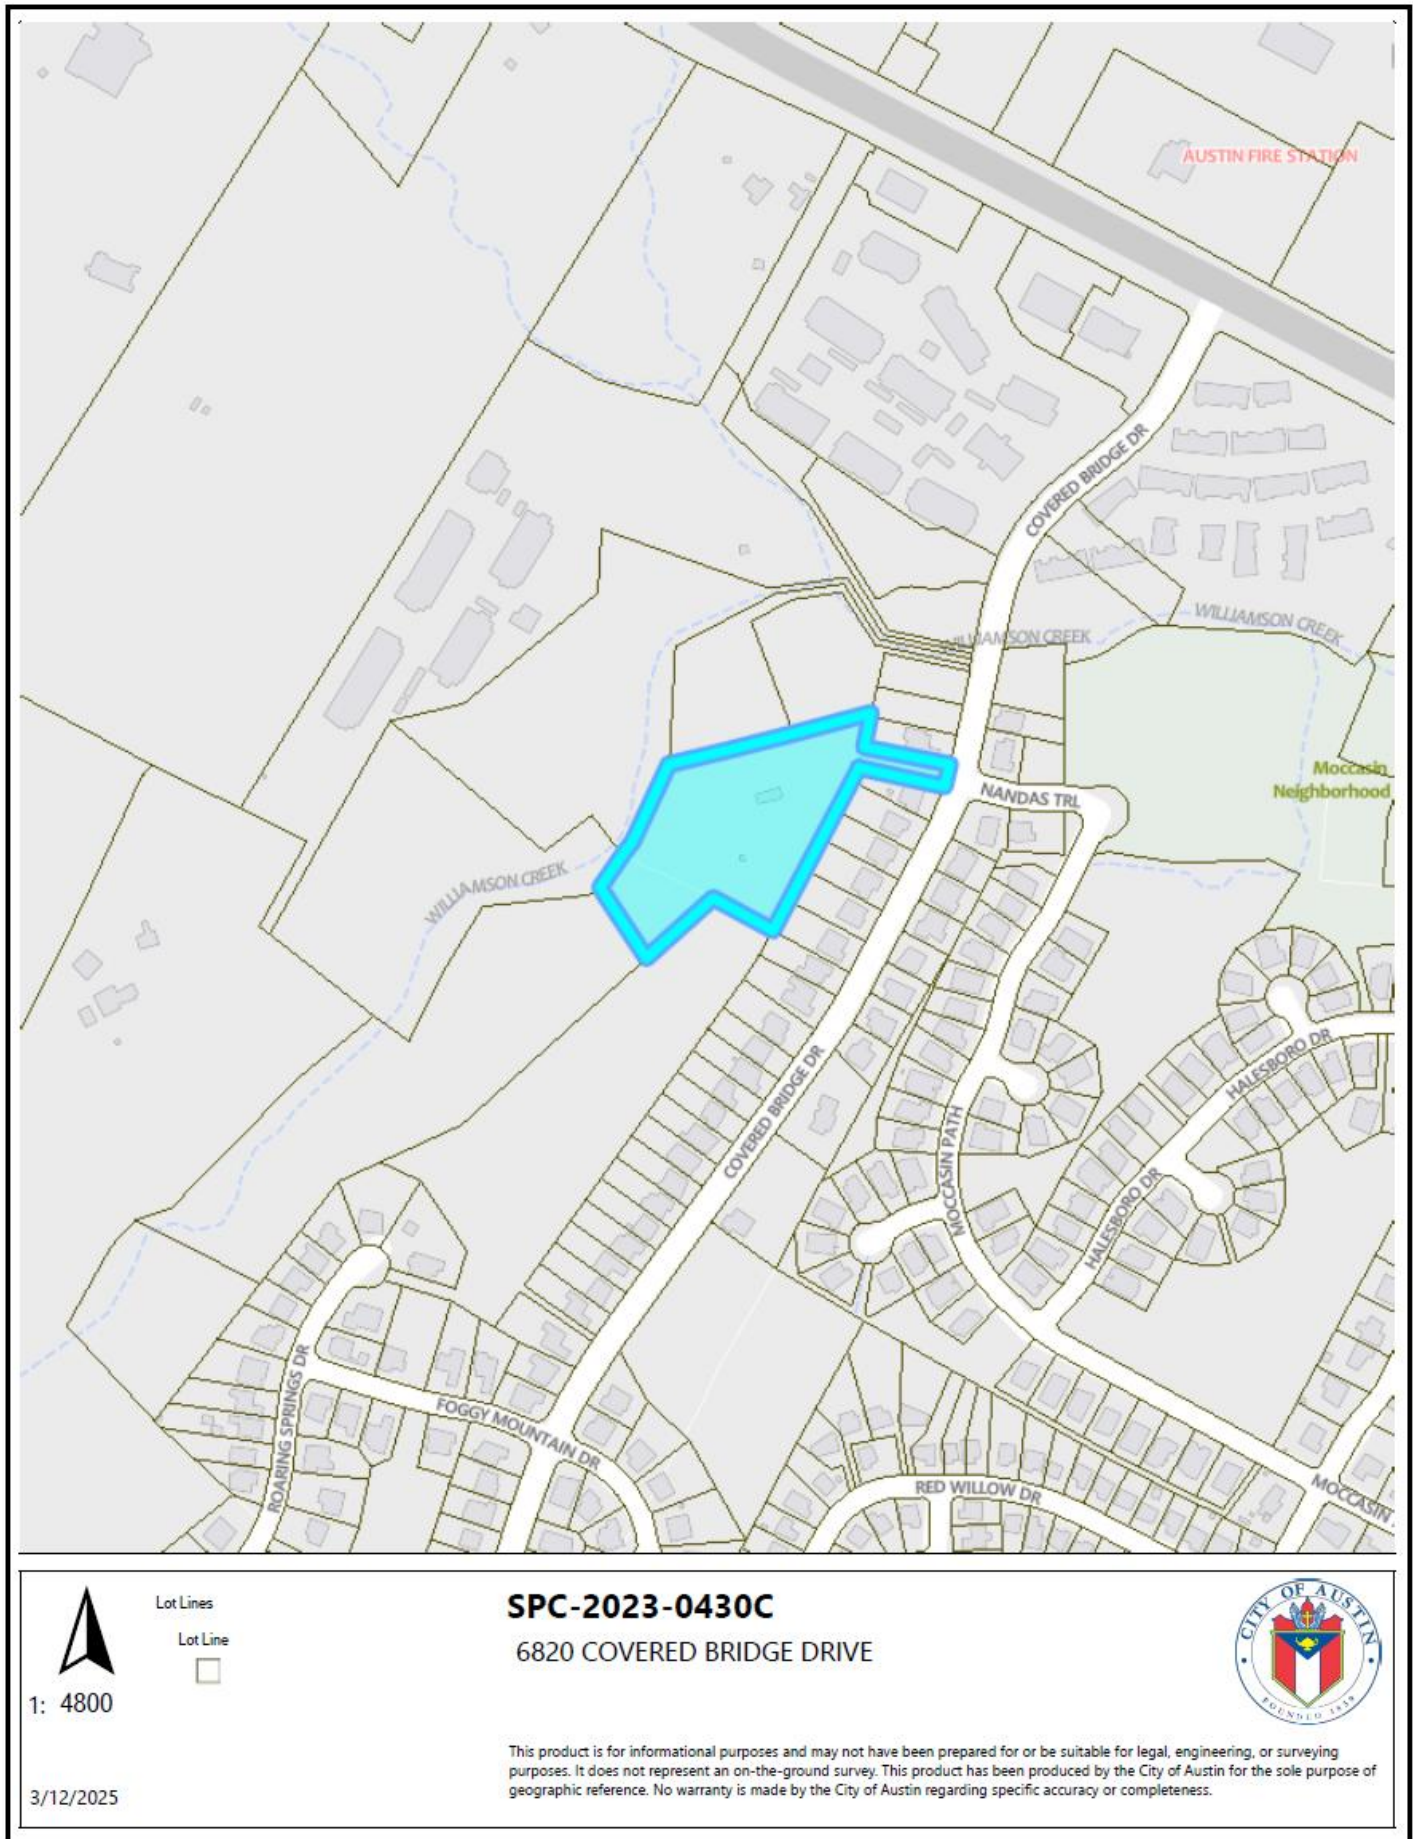 AUSTIN FIRE STATION
COVERED BRIDGE DR
WILLIAMSON CREEK
WILLIAMSON CREEK
Moccasin
Neighborhood
NANDAS TRL
WILLIAMSON CREEK
HALESBORO DR
COVERED BRIDGE DR
MOCCASIN PATH
HALESBORO DR
ROARING SPRINGS DR
FOGGY MOUNTAIN DR
RED WILLOW DR
MOCCASIN
Lot Lines
Lot Line
1: 4800
3/12/2025
SPC-2023-0430C
6820 COVERED BRIDGE DRIVE
This product is for informational purposes and may not have been prepared for or be suitable for legal, engineering, or surveying
purposes. It does not represent an on-the-ground survey. This product has been produced by the City of Austin for the sole purpose of
geographic reference. No warranty is made by the City of Austin regarding specific accuracy or completeness.
CITY OF AUSTIN
FOUNDED 1839